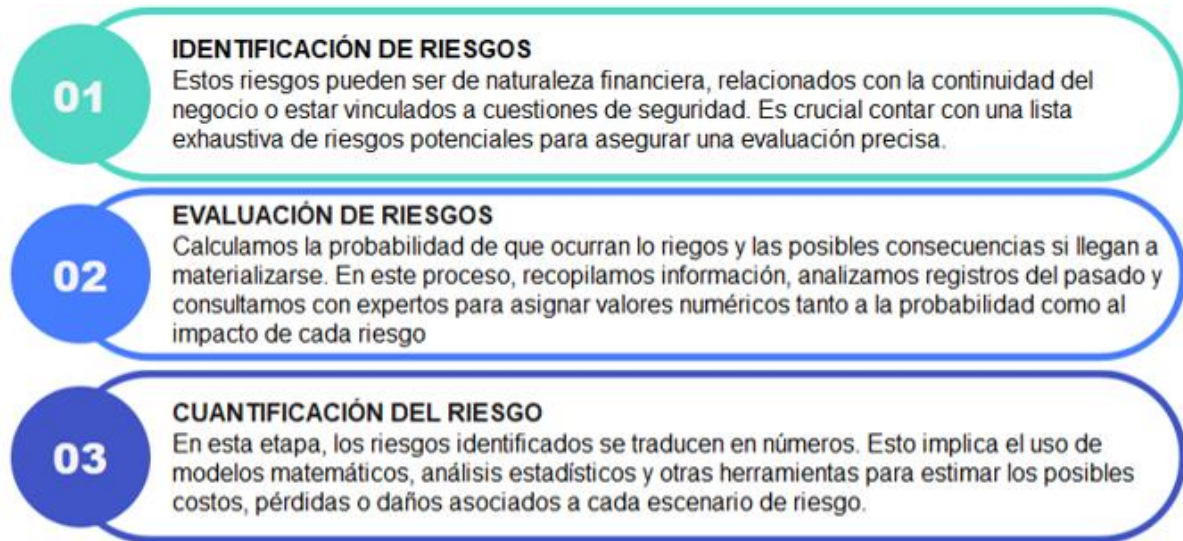 01
IDENTIFICACIÓN DE RIESGOS
Estos riesgos pueden ser de naturaleza financiera, relacionados con la continuidad del
negocio o estar vinculados a cuestiones de seguridad. Es crucial contar con una lista
exhaustiva de riesgos potenciales para asegurar una evaluación precisa.
02
EVALUACIÓN DE RIESGOS
Calculamos la probabilidad de que ocurran lo riegos y las posibles consecuencias si llegan a
materializarse. En este proceso, recopilamos información, analizamos registros del pasado y
consultamos con expertos para asignar valores numéricos tanto a la probabilidad como al
impacto de cada riesgo
03
CUANTIFICACIÓN DEL RIESGO
En esta etapa, los riesgos identificados se traducen en números. Esto implica el uso de
modelos matemáticos, análisis estadísticos y otras herramientas para estimar los posibles
costos, pérdidas o daños asociados a cada escenario de riesgo.